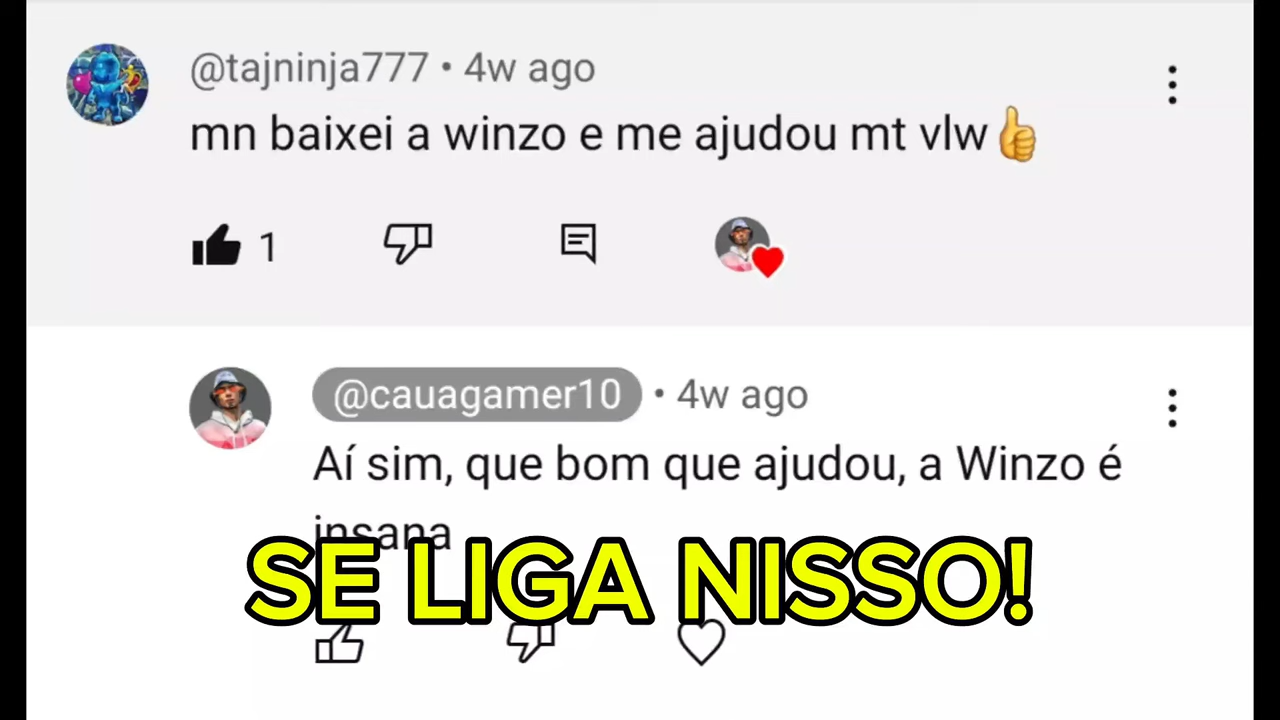 @tajninja777 • 4w ago
mn baixei a winzo e me ajudou mt vlw👍
1
@cauagamer10 • 4w ago
Aí sim, que bom que ajudou, a Winzo é
insana
SE LIGA NISSO!